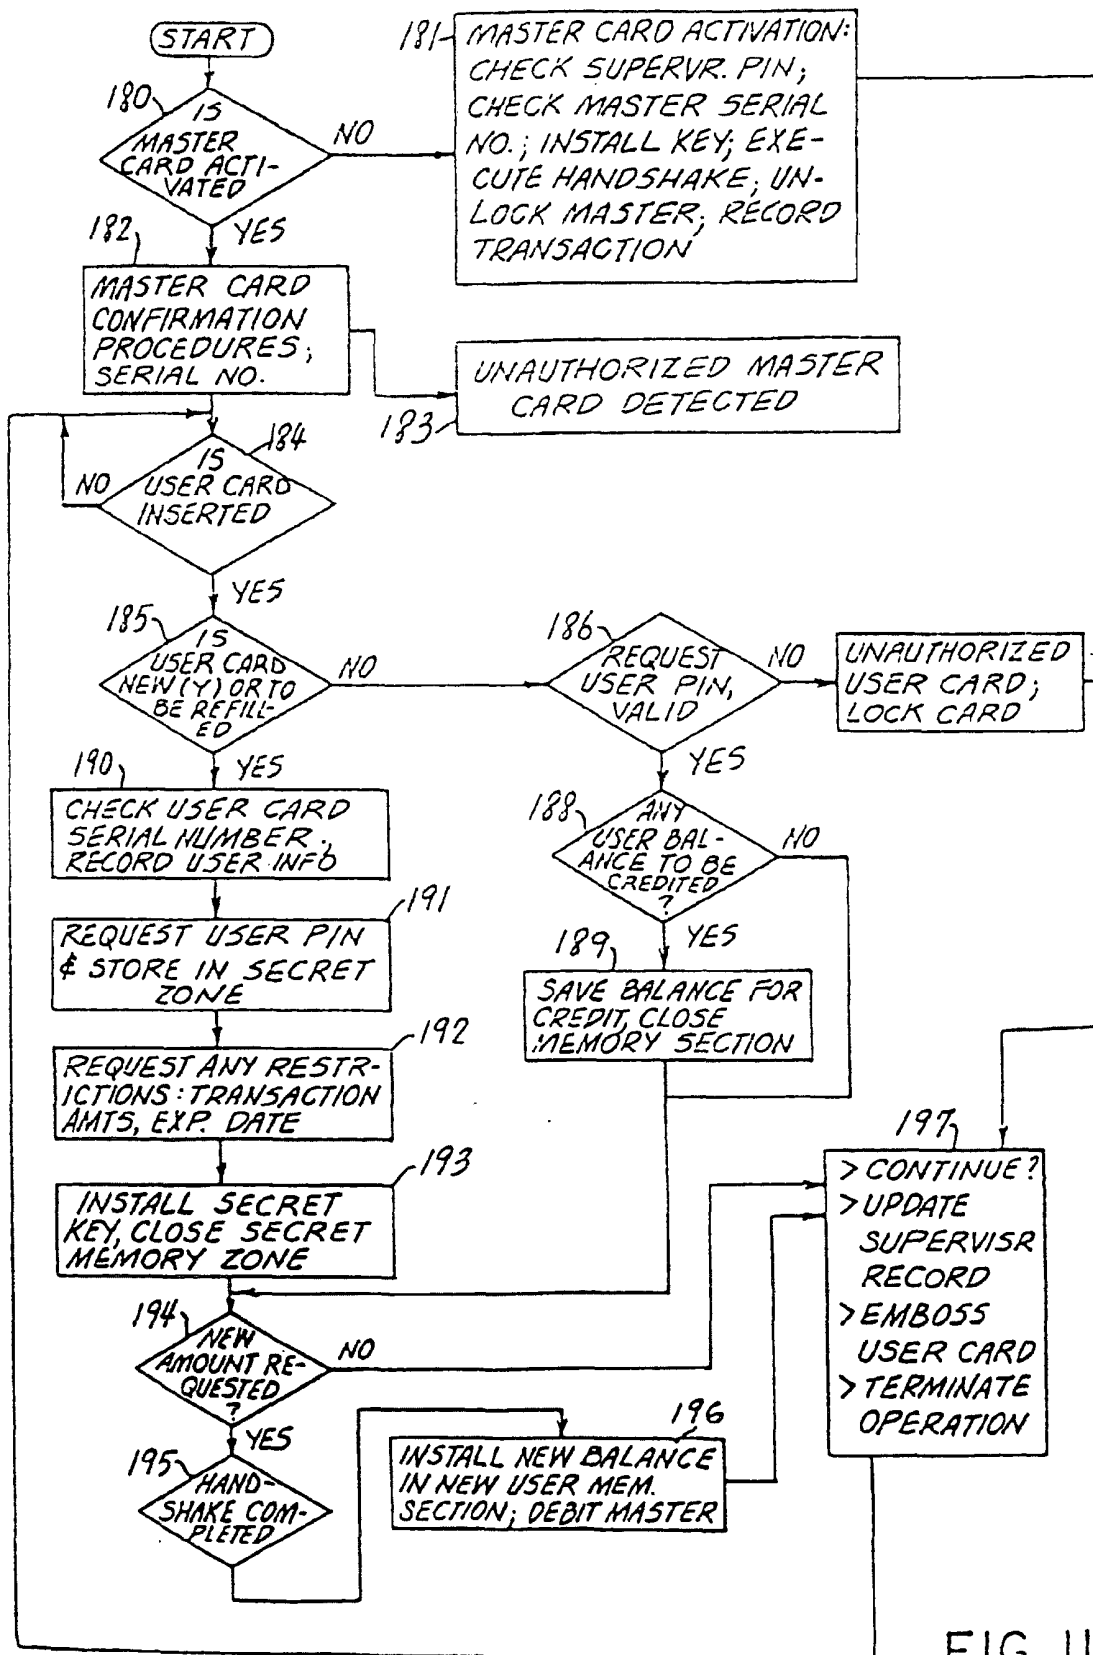 START
180
IS
MASTER
CARD ACTI-
VATED
NO
YES
181
MASTER CARD ACTIVATION:
CHECK SUPERVR. PIN;
CHECK MASTER SERIAL
NO.; INSTALL KEY; EXE-
CUTE HANDSHAKE; UN-
LOCK MASTER; RECORD
TRANSACTION
182
MASTER CARD
CONFIRMATION
PROCEDURES;
SERIAL NO.
UNAUTHORIZED MASTER
CARD DETECTED
183
184
IS
USER CARD
INSERTED
NO
YES
185
IS
USER CARD
NEW (Y) OR TO
BE REFILL-
ED
NO
YES
186
REQUEST
USER PIN,
VALID
NO
YES
UNAUTHORIZED
USER CARD;
LOCK CARD
188
ANY
USER BAL-
ANCE TO BE
CREDITED
?
NO
YES
189
SAVE BALANCE FOR
CREDIT, CLOSE
MEMORY SECTION
190
CHECK USER CARD
SERIAL NUMBER;
RECORD USER INFO
191
REQUEST USER PIN
& STORE IN SECRET
ZONE
192
REQUEST ANY RESTR-
ICTIONS: TRANSACTION
AMTS, EXP. DATE
193
INSTALL SECRET
KEY, CLOSE SECRET
MEMORY ZONE
194
NEW
AMOUNT RE-
QUESTED
?
NO
YES
195
HAND-
SHAKE COM-
PLETED
196
INSTALL NEW BALANCE
IN NEW USER MEM.
SECTION; DEBIT MASTER
197
> CONTINUE?
> UPDATE
SUPERVISR
RECORD
> EMBOSS
USER CARD
> TERMINATE
OPERATION
FIG. 11